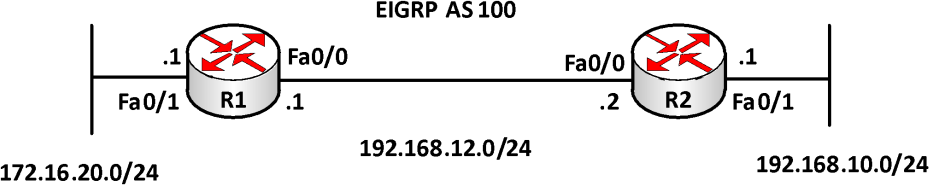 EIGRP AS 100
.1
Fa0/0
Fa0/1
R1
.1
Fa0/0
.1
.2
R2
Fa0/1
172.16.20.0/24
192.168.12.0/24
192.168.10.0/24